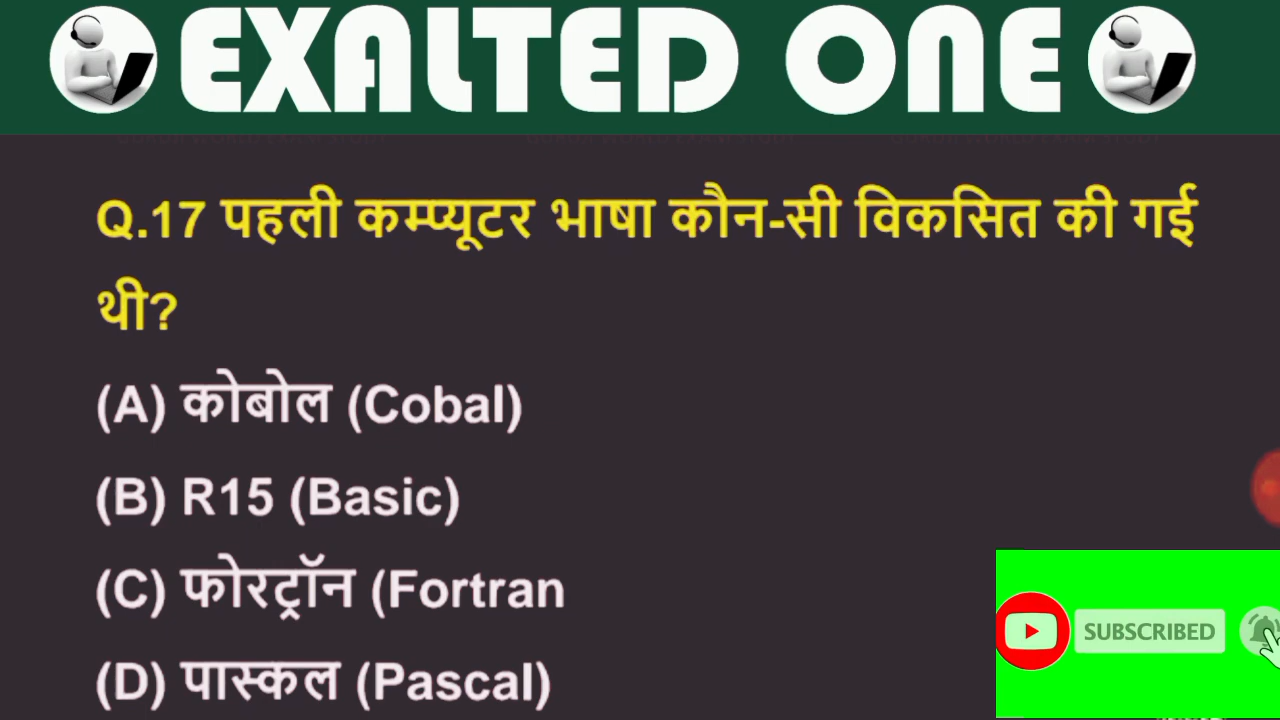 EXALTED ONE
Q.17 पहली कम्प्यूटर भाषा कौन-सी विकसित की गई
थी?
(A) कोबोल (Cobal)
(B) R15 (Basic)
(C) फोरट्रॉन (Fortran
(D) पास्कल (Pascal)
SUBSCRIBED